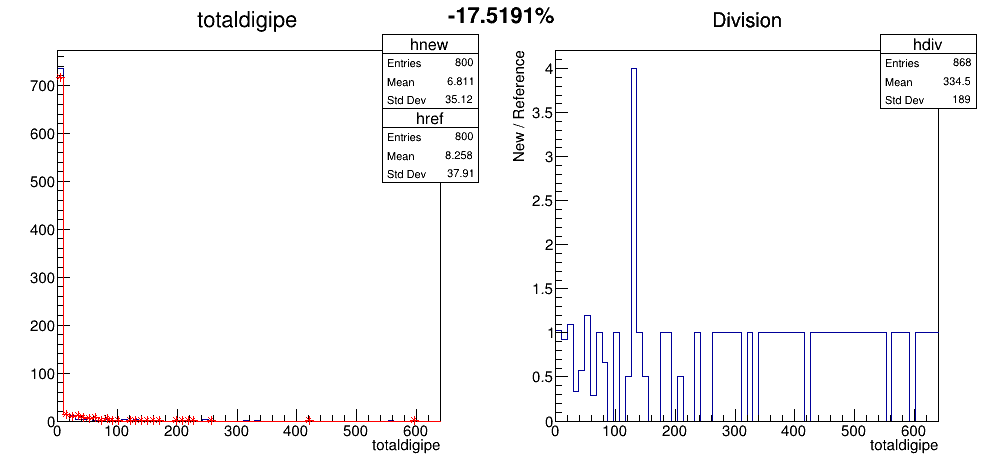 totaldigipe
-17.5191%
Division
hnew
Entries 800
Mean 6.811
Std Dev 35.12
href
Entries 800
Mean 8.258
Std Dev 37.91
700
600
500
400
300
200
100
0
0 100 200 300 400 500 600
totaldigipe
hdiv
Entries 868
Mean 334.5
Std Dev 189
New / Reference
4
3.5
3
2.5
2
1.5
1
0.5
0
0 100 200 300 400 500 600
totaldigipe